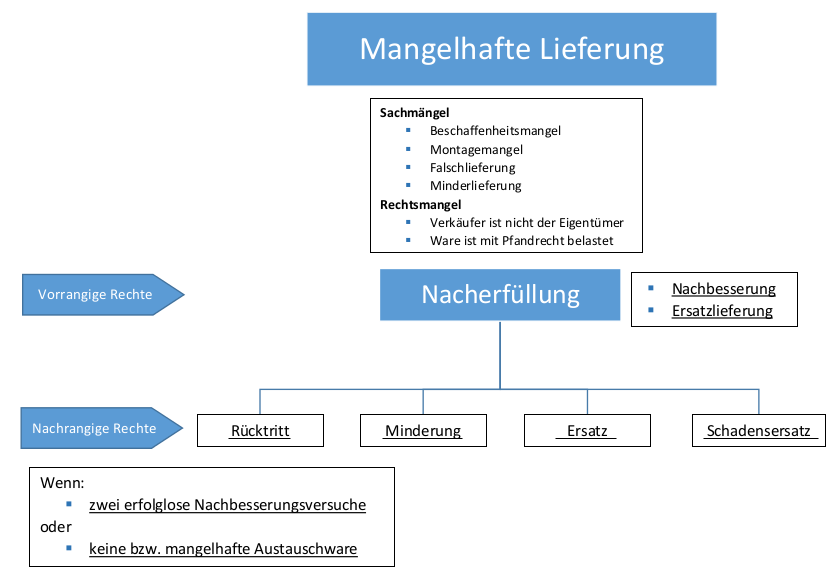 Mangelhafte Lieferung
Sachmängel
▪ Beschaffenheitsmangel
▪ Montagemangel
▪ Falschlieferung
▪ Minderlieferung
Rechtsmangel
▪ Verkäufer ist nicht der Eigentümer
▪ Ware ist mit Pfandrecht belastet
Vorrangige Rechte
Nacherfüllung
▪ Nachbesserung
▪ Ersatzlieferung
Nachrangige Rechte
Rücktritt
Minderung
Ersatz
Schadensersatz
Wenn:
▪ zwei erfolglose Nachbesserungsversuche
oder
▪ keine bzw. mangelhafte Austauschware